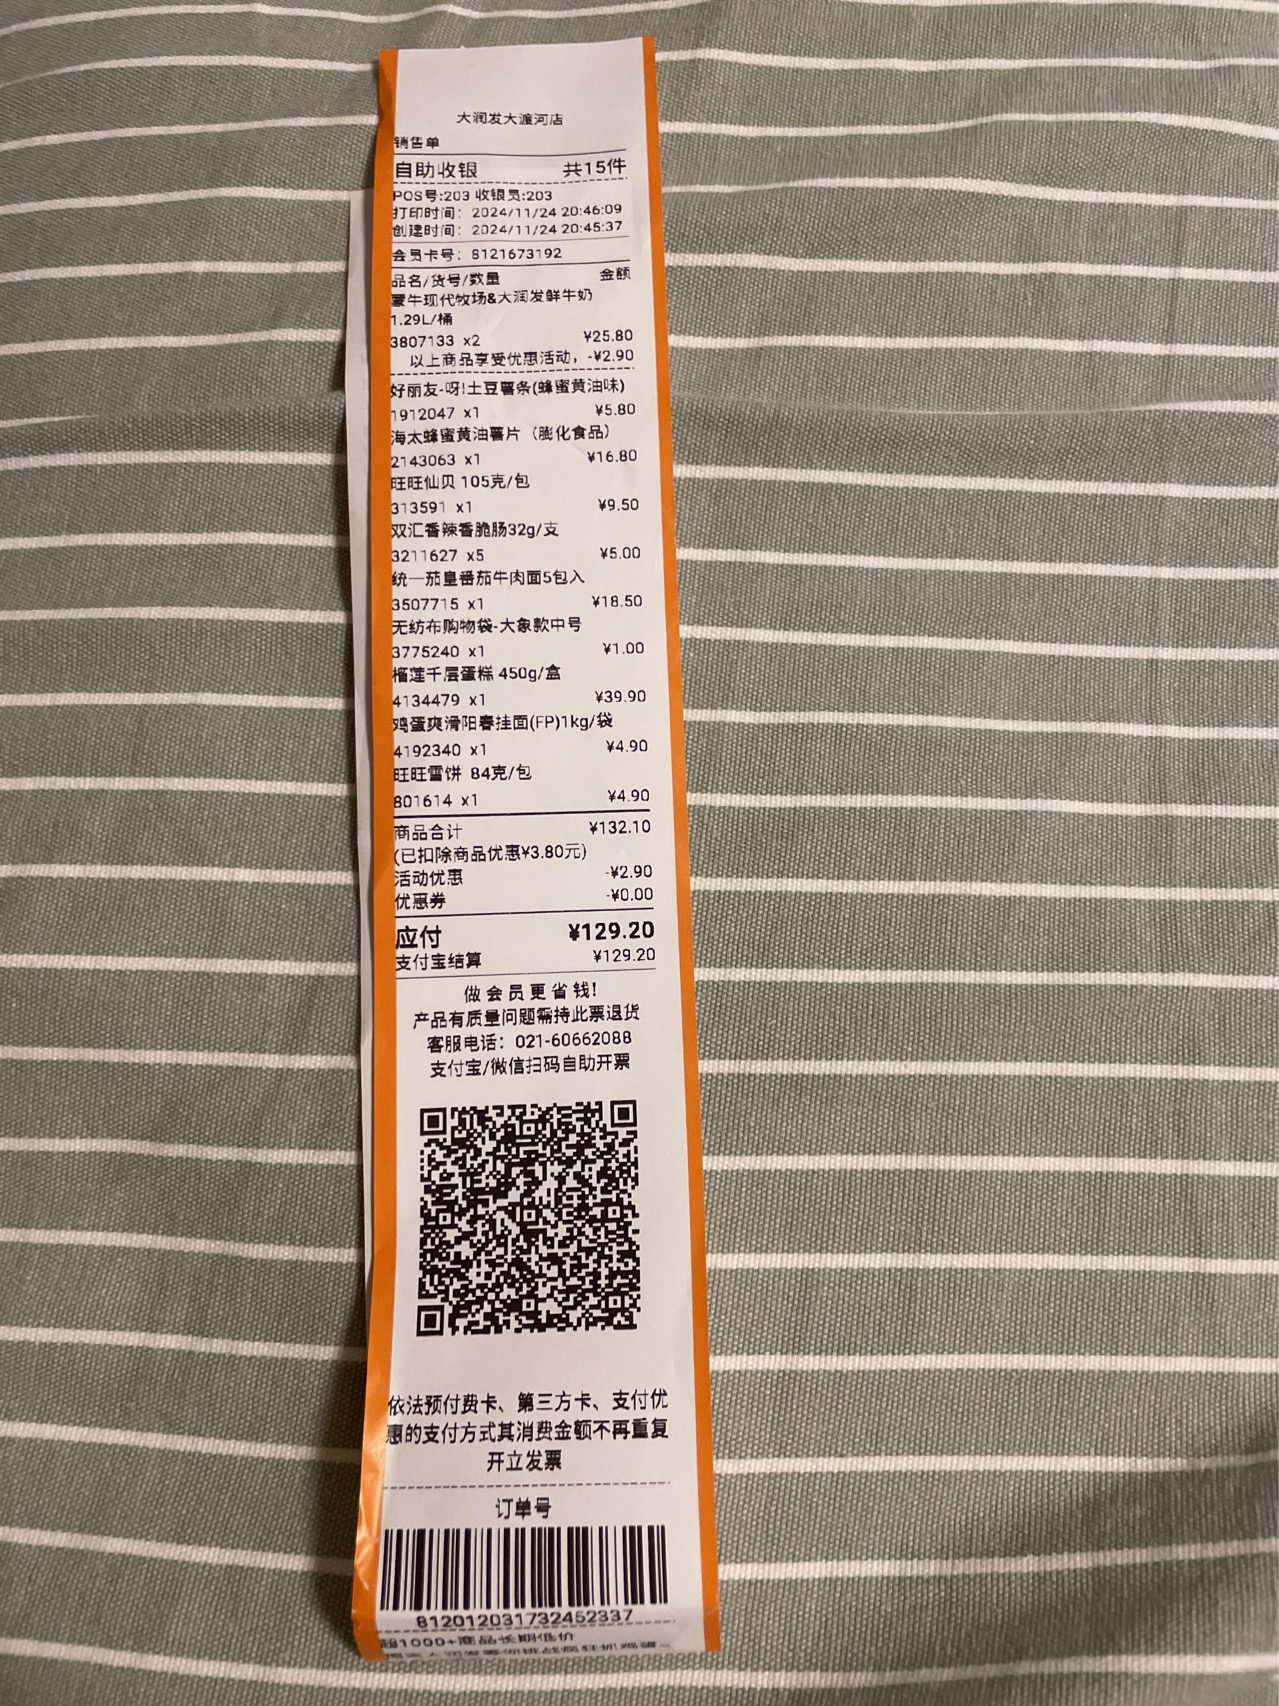 大润发大渡河店
销售单
自助收银 共15件
POS号:203 收银员:203
打印时间: 2024/11/24 20:46:09
创建时间: 2024/11/24 20:45:37
会员卡号: 8121673192
品名/货号/数量 金额
蒙牛现代牧场&大润发鲜牛奶
1.29L/桶
3807133 x2 ¥25.80
以上商品享受优惠活动, -¥2.90
好丽友-呀!土豆薯条(蜂蜜黄油味)
1912047 x1 ¥5.80
海太蜂蜜黄油薯片（膨化食品）
2143063 x1 ¥16.80
旺旺仙贝 105克/包
313591 x1 ¥9.50
双汇香辣香脆肠32g/支
3211627 x5 ¥5.00
统一茄皇番茄牛肉面5包入
3507715 x1 ¥18.50
无纺布购物袋-大象款中号
3775240 x1 ¥1.00
榴莲千层蛋糕 450g/盒
4134479 x1 ¥39.90
鸡蛋爽滑阳春挂面(FP)1kg/袋
4192340 x1 ¥4.90
旺旺雪饼 84克/包
801614 x1 ¥4.90
商品合计 ¥132.10
(已扣除商品优惠¥3.80元)
活动优惠 -¥2.90
优惠券 -¥0.00
应付 ¥129.20
支付宝结算 ¥129.20
做会员更省钱!
产品有质量问题需持此票退货
客服电话: 021-60662088
支付宝/微信扫码自助开票
依法预付费卡、第三方卡、支付优
惠的支付方式其消费金额不再重复
开立发票
订单号
812012031732452337
超1000+商品长期低价